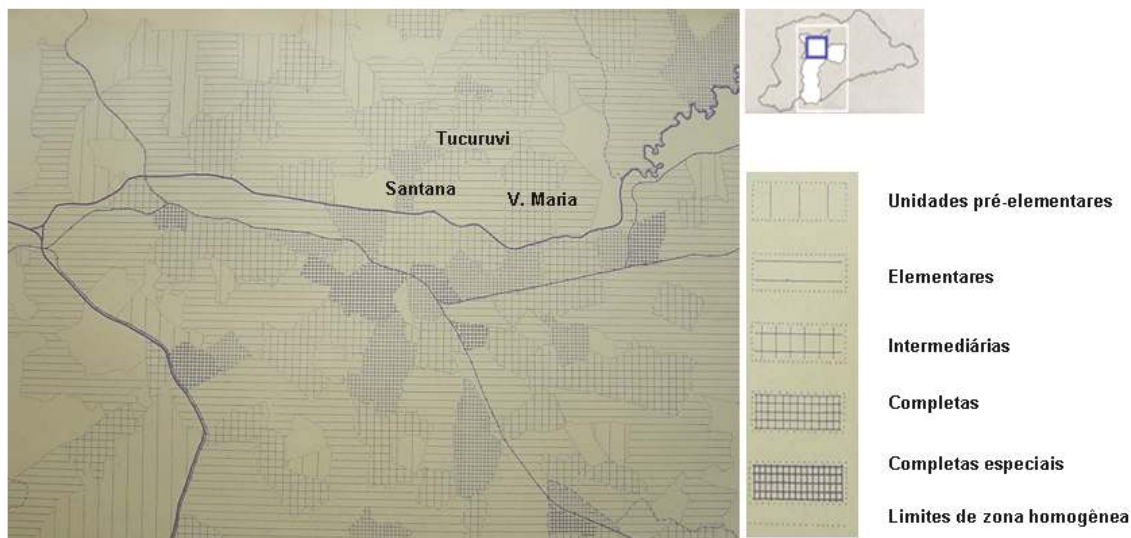 Tucuruvi
Santana
V. Maria
Unidades pré-elementares
Elementares
Intermediárias
Completas
Completas especiais
Limites de zona homogênea